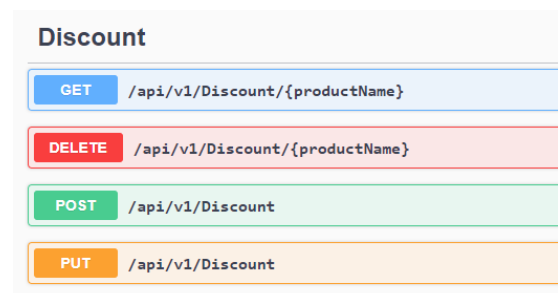 Discount
GET /api/v1/Discount/{productName}
DELETE /api/v1/Discount/{productName}
POST /api/v1/Discount
PUT /api/v1/Discount